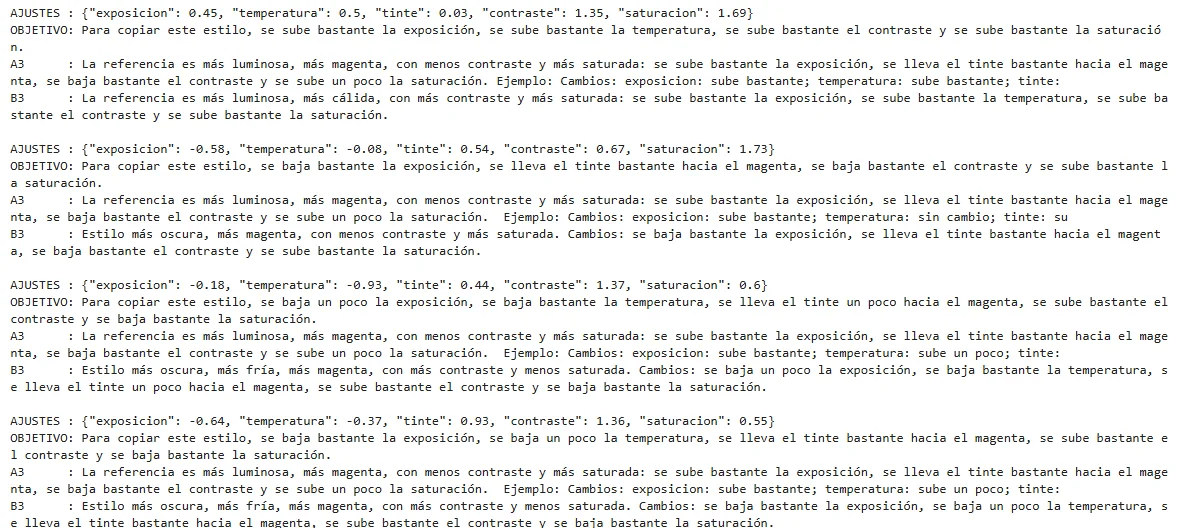 AJUSTES : {"exposicion": 0.45, "temperatura": 0.5, "tinte": 0.03, "contraste": 1.35, "saturacion": 1.69}
OBJETIVO: Para copiar este estilo, se sube bastante la exposición, se sube bastante la temperatura, se sube bastante el contraste y se sube bastante la saturació
n.
A3 : La referencia es más luminosa, más magenta, con menos contraste y más saturada: se sube bastante la exposición, se lleva el tinte bastante hacia el mage
nta, se baja bastante el contraste y se sube un poco la saturación. Ejemplo: Cambios: exposicion: sube bastante; temperatura: sube bastante; tinte:
B3 : La referencia es más luminosa, más cálida, con más contraste y más saturada: se sube bastante la exposición, se sube bastante la temperatura, se sube ba
stante el contraste y se sube bastante la saturación.
AJUSTES : {"exposicion": -0.58, "temperatura": -0.08, "tinte": 0.54, "contraste": 0.67, "saturacion": 1.73}
OBJETIVO: Para copiar este estilo, se baja bastante la exposición, se lleva el tinte bastante hacia el magenta, se baja bastante el contraste y se sube bastante l
a saturación.
A3 : La referencia es más luminosa, más magenta, con menos contraste y más saturada: se sube bastante la exposición, se lleva el tinte bastante hacia el mage
nta, se baja bastante el contraste y se sube un poco la saturación. Ejemplo: Cambios: exposicion: sube bastante; temperatura: sin cambio; tinte: su
B3 : Estilo más oscura, más magenta, con menos contraste y más saturada. Cambios: se baja bastante la exposición, se lleva el tinte bastante hacia el magent
a, se baja bastante el contraste y se sube bastante la saturación.
AJUSTES : {"exposicion": -0.18, "temperatura": -0.93, "tinte": 0.44, "contraste": 1.37, "saturacion": 0.6}
OBJETIVO: Para copiar este estilo, se baja un poco la exposición, se baja bastante la temperatura, se lleva el tinte un poco hacia el magenta, se sube bastante el
contraste y se baja bastante la saturación.
A3 : La referencia es más luminosa, más magenta, con menos contraste y más saturada: se sube bastante la exposición, se lleva el tinte bastante hacia el mage
nta, se baja bastante el contraste y se sube un poco la saturación. Ejemplo: Cambios: exposicion: sube bastante; temperatura: sube un poco; tinte:
B3 : Estilo más oscura, más fría, más magenta, con más contraste y menos saturada. Cambios: se baja un poco la exposición, se baja bastante la temperatura, s
e lleva el tinte un poco hacia el magenta, se sube bastante el contraste y se baja bastante la saturación.
AJUSTES : {"exposicion": -0.64, "temperatura": -0.37, "tinte": 0.93, "contraste": 1.36, "saturacion": 0.55}
OBJETIVO: Para copiar este estilo, se baja bastante la exposición, se baja un poco la temperatura, se lleva el tinte bastante hacia el magenta, se sube bastante e
l contraste y se baja bastante la saturación.
A3 : La referencia es más luminosa, más magenta, con menos contraste y más saturada: se sube bastante la exposición, se lleva el tinte bastante hacia el mage
nta, se baja bastante el contraste y se sube un poco la saturación. Ejemplo: Cambios: exposicion: sube bastante; temperatura: sube un poco; tinte:
B3 : Estilo más oscura, más fría, más magenta, con más contraste y menos saturada. Cambios: se baja bastante la exposición, se baja un poco la temperatura, s
e lleva el tinte bastante hacia el magenta, se sube bastante el contraste y se baja bastante la saturación.